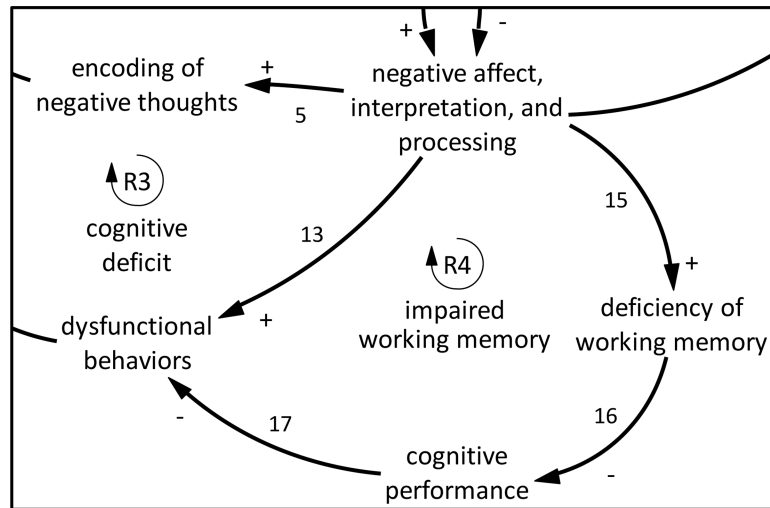 +
-
encoding of
negative thoughts
+
5
negative affect,
interpretation, and
processing
R3
cognitive
deficit
13
15
R4
impaired
working memory
+
deficiency of
working memory
dysfunctional
behaviors
+
-
17
16
-
cognitive
performance